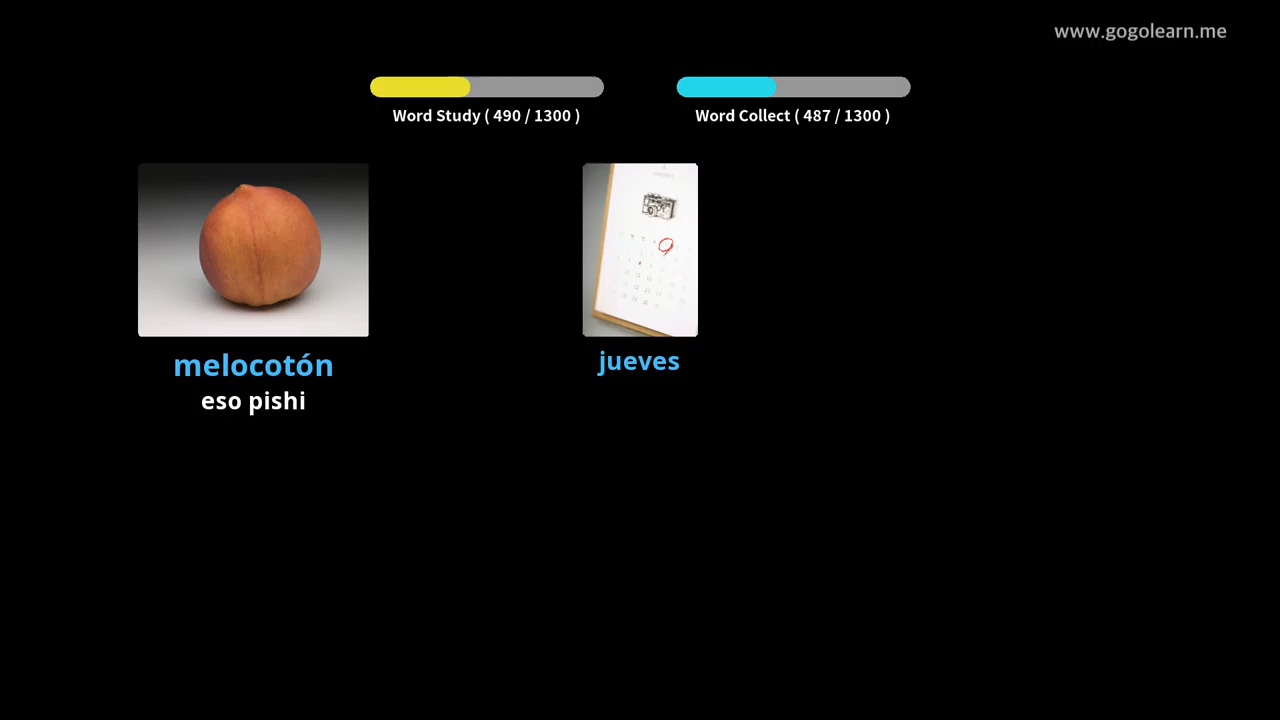 www.gogolearn.me
Word Study ( 490 / 1300 )
Word Collect ( 487 / 1300 )
melocotón
eso pishi
jueves